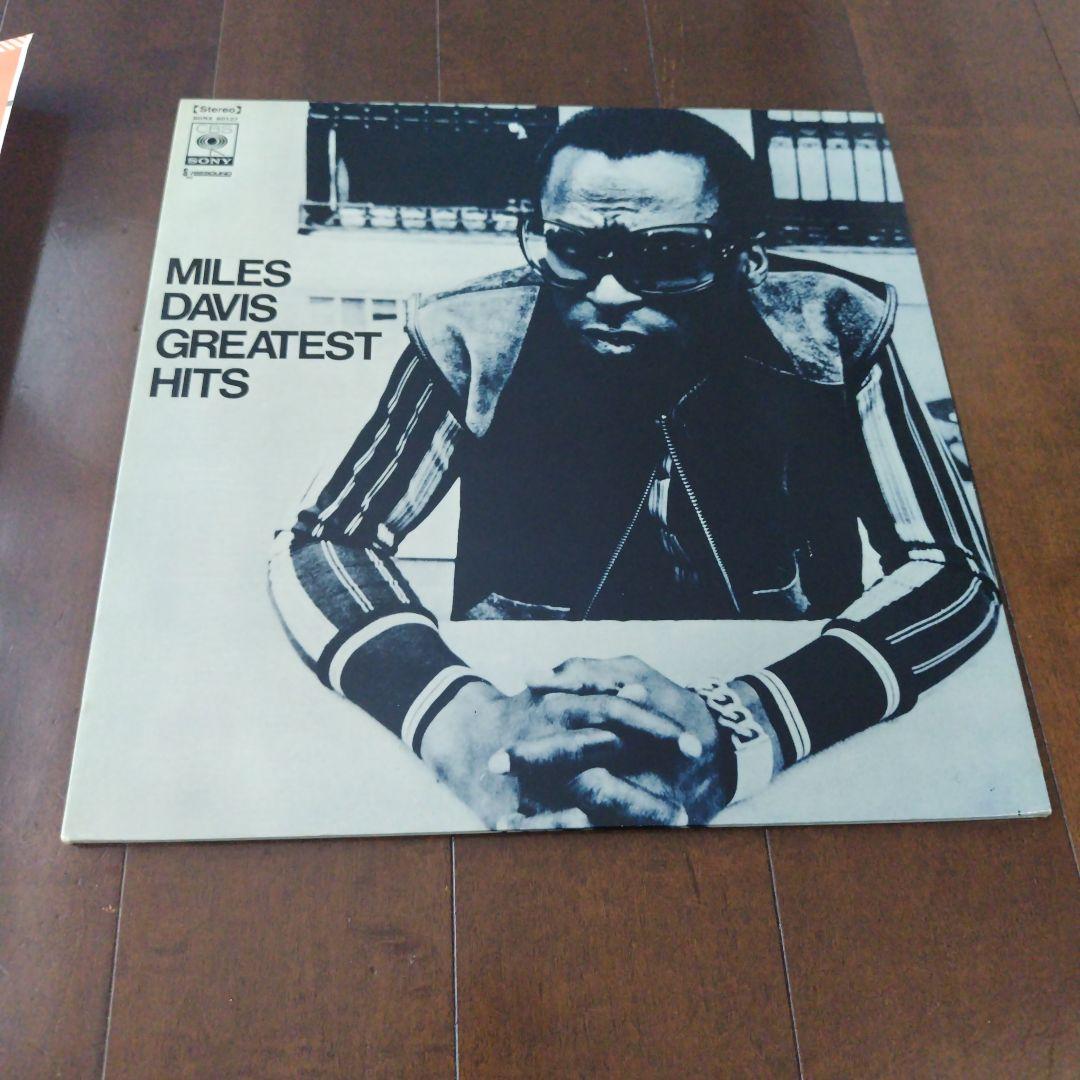 【Stereo】
CBS
SONY
MILES
DAVIS
GREATEST
HITS